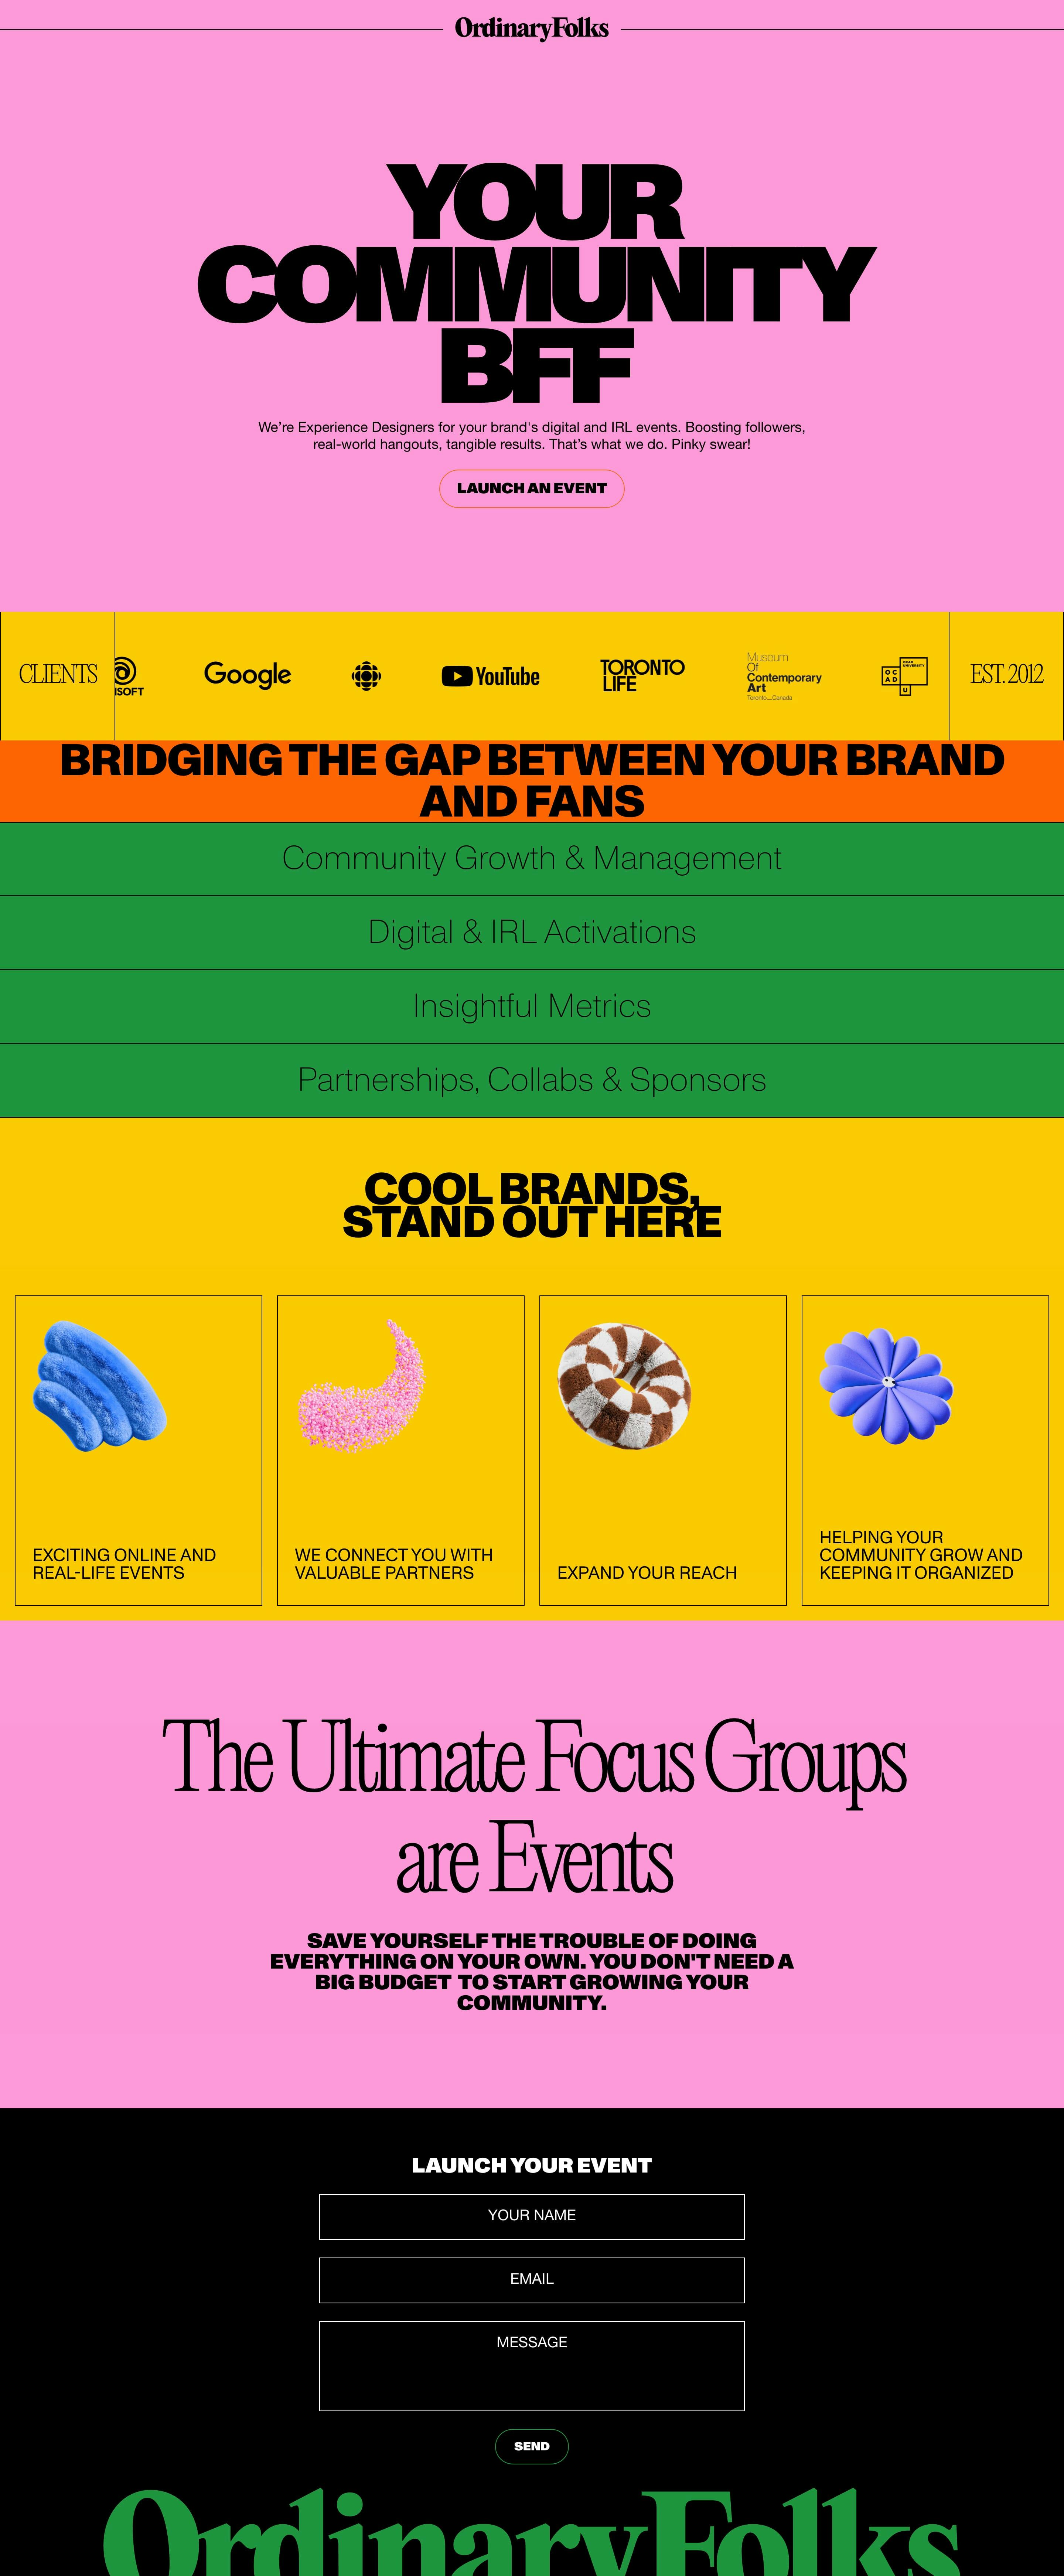 OrdinaryFolks
YOUR
COMMUNITY
BFF
We're Experience Designers for your brand's digital and IRL events. Boosting followers,
real-world hangouts, tangible results. That's what we do. Pinky swear!
LAUNCH AN EVENT
CLIENTS
Google
YouTube
TORONTO
LIFE
Museum
Of
Contemporary
Art
Toronto_Canada
OCAD
UNIVERSITY
O C
A D
U
EST. 2012
BRIDGING THE GAP BETWEEN YOUR BRAND
AND FANS
Community Growth & Management
Digital & IRL Activations
Insightful Metrics
Partnerships, Collabs & Sponsors
COOL BRANDS,
STAND OUT HERE
EXCITING ONLINE AND
REAL-LIFE EVENTS
WE CONNECT YOU WITH
VALUABLE PARTNERS
EXPAND YOUR REACH
HELPING YOUR
COMMUNITY GROW AND
KEEPING IT ORGANIZED
The Ultimate Focus Groups
are Events
SAVE YOURSELF THE TROUBLE OF DOING
EVERYTHING ON YOUR OWN. YOU DON'T NEED A
BIG BUDGET TO START GROWING YOUR
COMMUNITY.
LAUNCH YOUR EVENT
YOUR NAME
EMAIL
MESSAGE
SEND
OrdinaryFolks